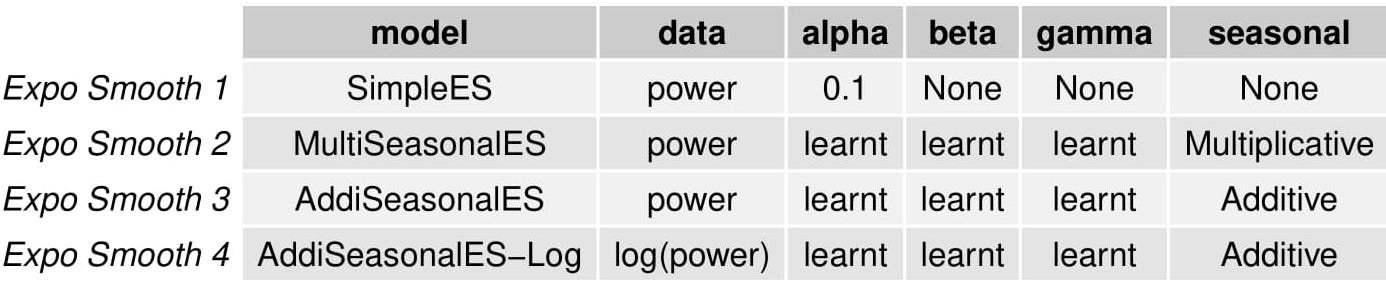 model data alpha beta gamma seasonal
Expo Smooth 1 SimpleES power 0.1 None None None
Expo Smooth 2 MultiSeasonalES power learnt learnt learnt Multiplicative
Expo Smooth 3 AddiSeasonalES power learnt learnt learnt Additive
Expo Smooth 4 AddiSeasonalES−Log log(power) learnt learnt learnt Additive